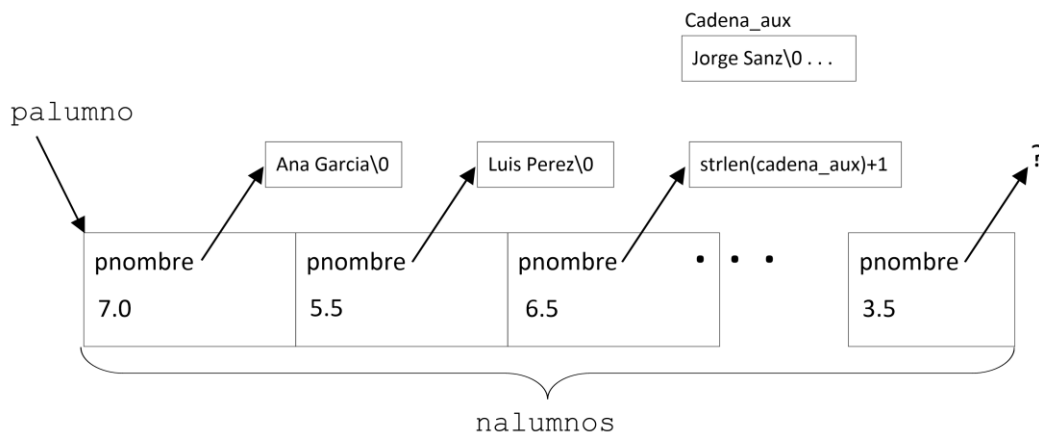 Cadena_aux
Jorge Sanz\0 . . .
palumno
Ana Garcia\0
Luis Perez\0
strlen(cadena_aux)+1
?
pnombre
pnombre
pnombre
. . .
pnombre
7.0
5.5
6.5
3.5
nalumnos